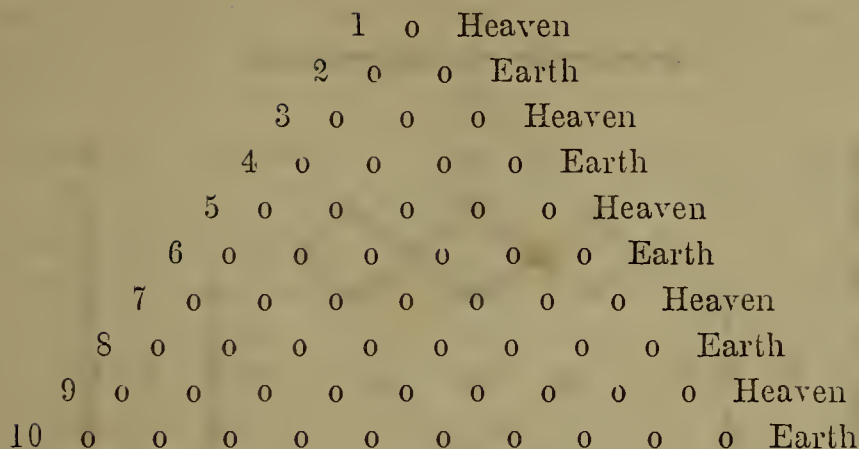 1 o Heaven
2 o o Earth
3 o o o Heaven
4 o o o o Earth
5 o o o o o Heaven
6 o o o o o o Earth
7 o o o o o o o Heaven
8 o o o o o o o o Earth
9 o o o o o o o o o Heaven
10 o o o o o o o o o o Earth